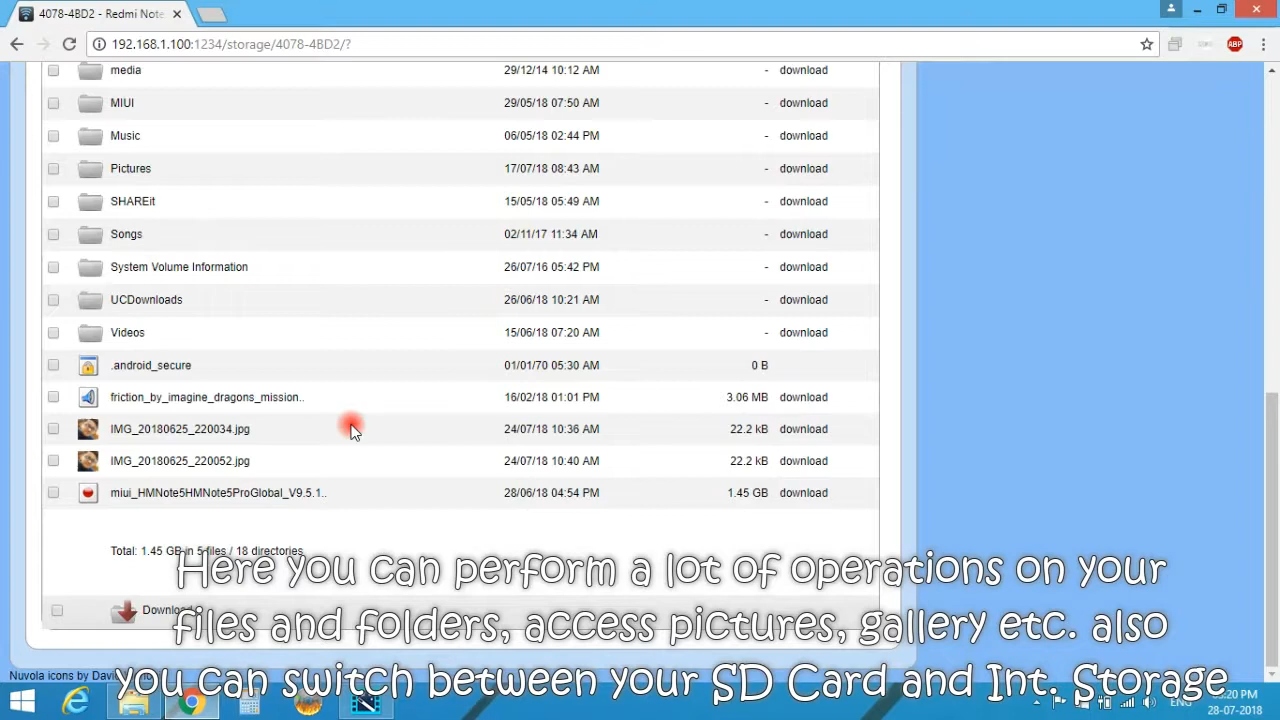 4078-4BD2 - Redmi Note
192.168.1.100:1234/storage/4078-4BD2/?
ABP
media 29/12/14 10:12 AM - download
MIUI 29/05/18 07:50 AM - download
Music 06/05/18 02:44 PM - download
Pictures 17/07/18 08:43 AM - download
SHAREit 15/05/18 05:49 AM - download
Songs 02/11/17 11:34 AM - download
System Volume Information 26/07/16 05:42 PM - download
UCDownloads 26/06/18 10:21 AM - download
Videos 15/06/18 07:20 AM - download
.android_secure 01/01/70 05:30 AM 0 B
friction_by_imagine_dragons_mission.. 16/02/18 01:01 PM 3.06 MB download
IMG_20180625_220034.jpg 24/07/18 10:36 AM 22.2 kB download
IMG_20180625_220052.jpg 24/07/18 10:40 AM 22.2 kB download
miui_HMNote5HMNote5ProGlobal_V9.5.1.. 28/06/18 04:54 PM 1.45 GB download
Total: 1.45 GB in 5 files / 18 directories
Here you can perform a lot of operations on your
files and folders, access pictures, gallery etc. also
you can switch between your SD Card and Int. Storage
Download
Nuvola icons by
ENG
28-07-2018